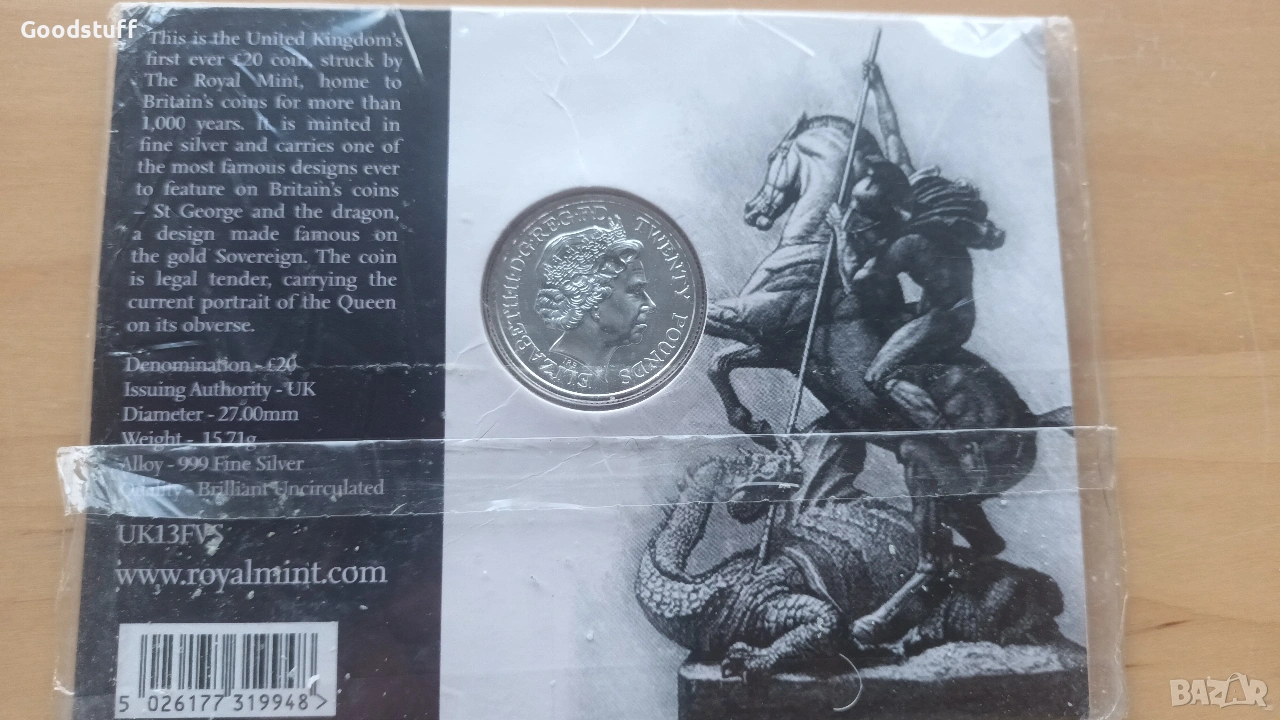 Goodstuff
This is the United Kingdom's
first ever £20 coin, struck by
The Royal Mint, home to
Britain's coins for more than
1,000 years. It is minted in
fine silver and carries one of
the most famous designs ever
to feature on Britain's coins
– St George and the dragon,
a design made famous on
the gold Sovereign. The coin
is legal tender, carrying the
current portrait of the Queen
on its obverse.
Denomination - £20
Issuing Authority - UK
Diameter - 27.00mm
Weight - 15.71g
Alloy - 999 Fine Silver
Quality - Brilliant Uncirculated
UK13FVS
www.royalmint.com
5 026177 319948 >
ELIZABETH·II·D·G·REG·F·D
TWENTY POUNDS
IRB
BAZAR